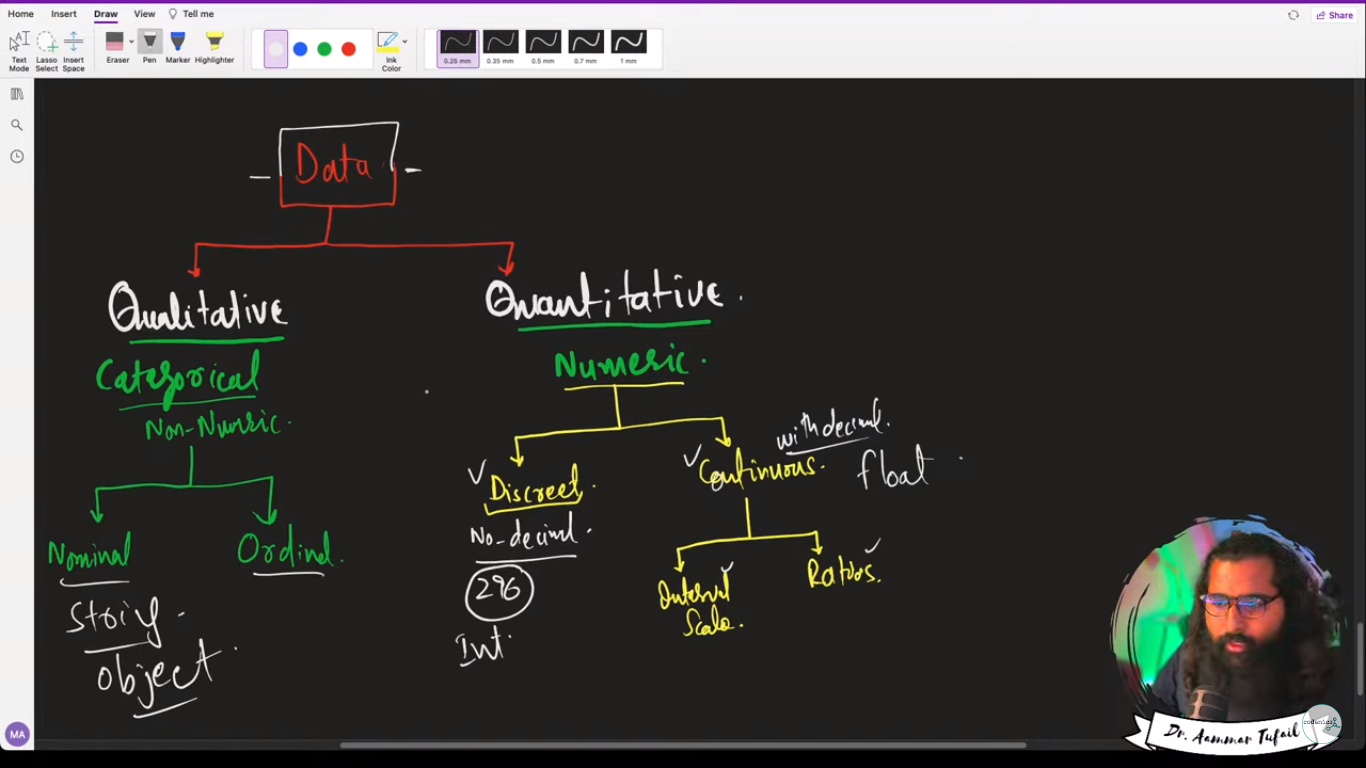 Home Insert Draw View Tell me
Share
Text Mode
Lasso Select
Insert Space
Eraser
Pen
Marker
Highlighter
Ink Color
0.25 mm
0.35 mm
0.5 mm
0.7 mm
1 mm
Data
Qualitative
Quantitative.
Categorical
Numeric.
Non-Numric.
with decimal.
Discreet.
Continuous.
float
Nominal
Ordinal.
No-decimal.
296
Interval
Scale.
Ratios.
String
object
Int
MA
codanics
Dr. Aammar Tufail